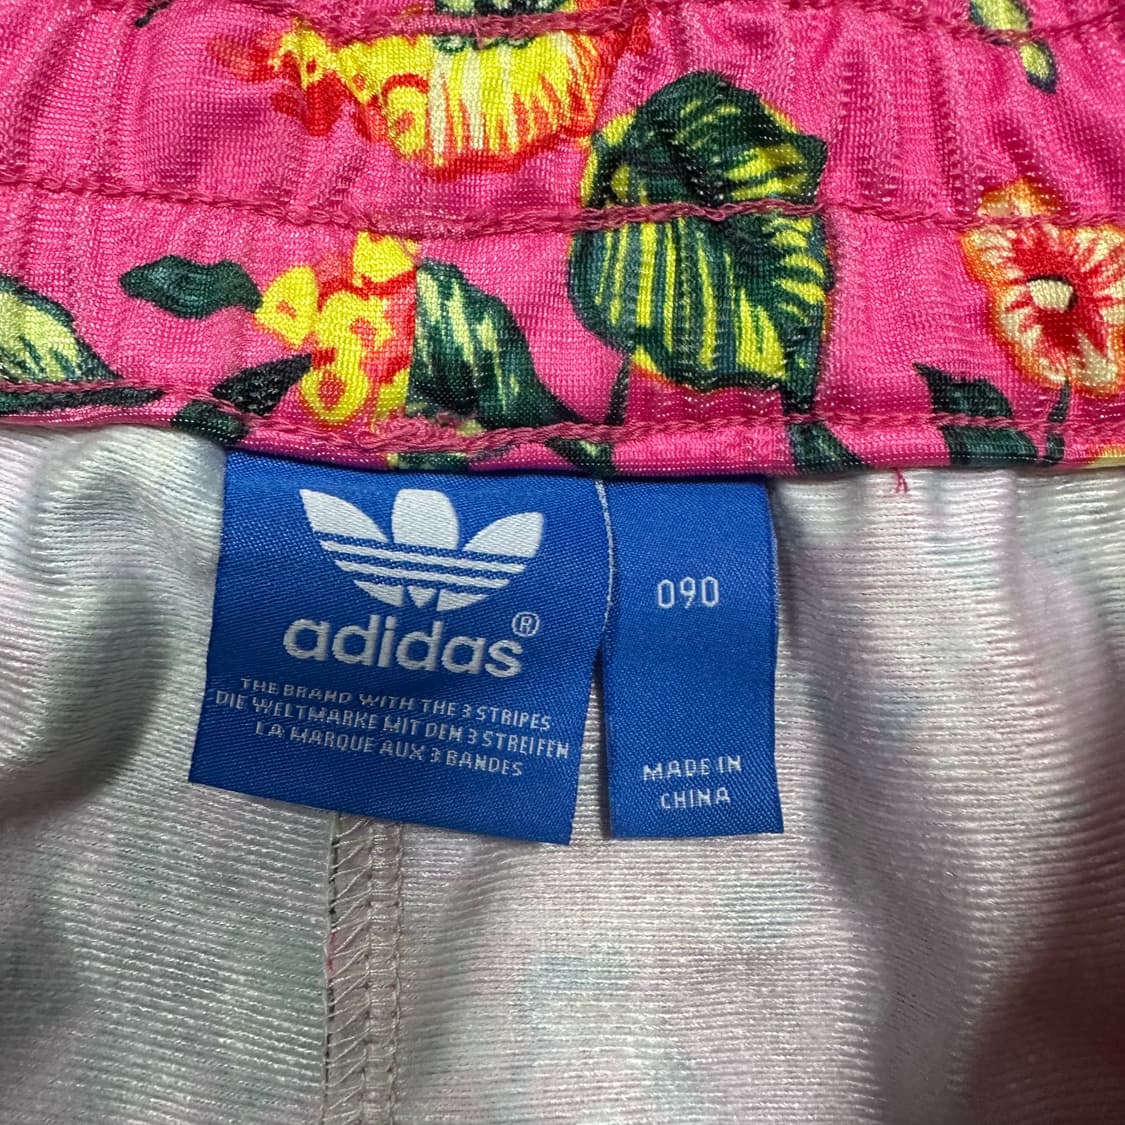 adidas®
THE BRAND WITH THE 3 STRIPES
DIE WELTMARKE MIT DEN 3 STREIFEN
LA MARQUE AUX 3 BANDES
090
MADE IN
CHINA